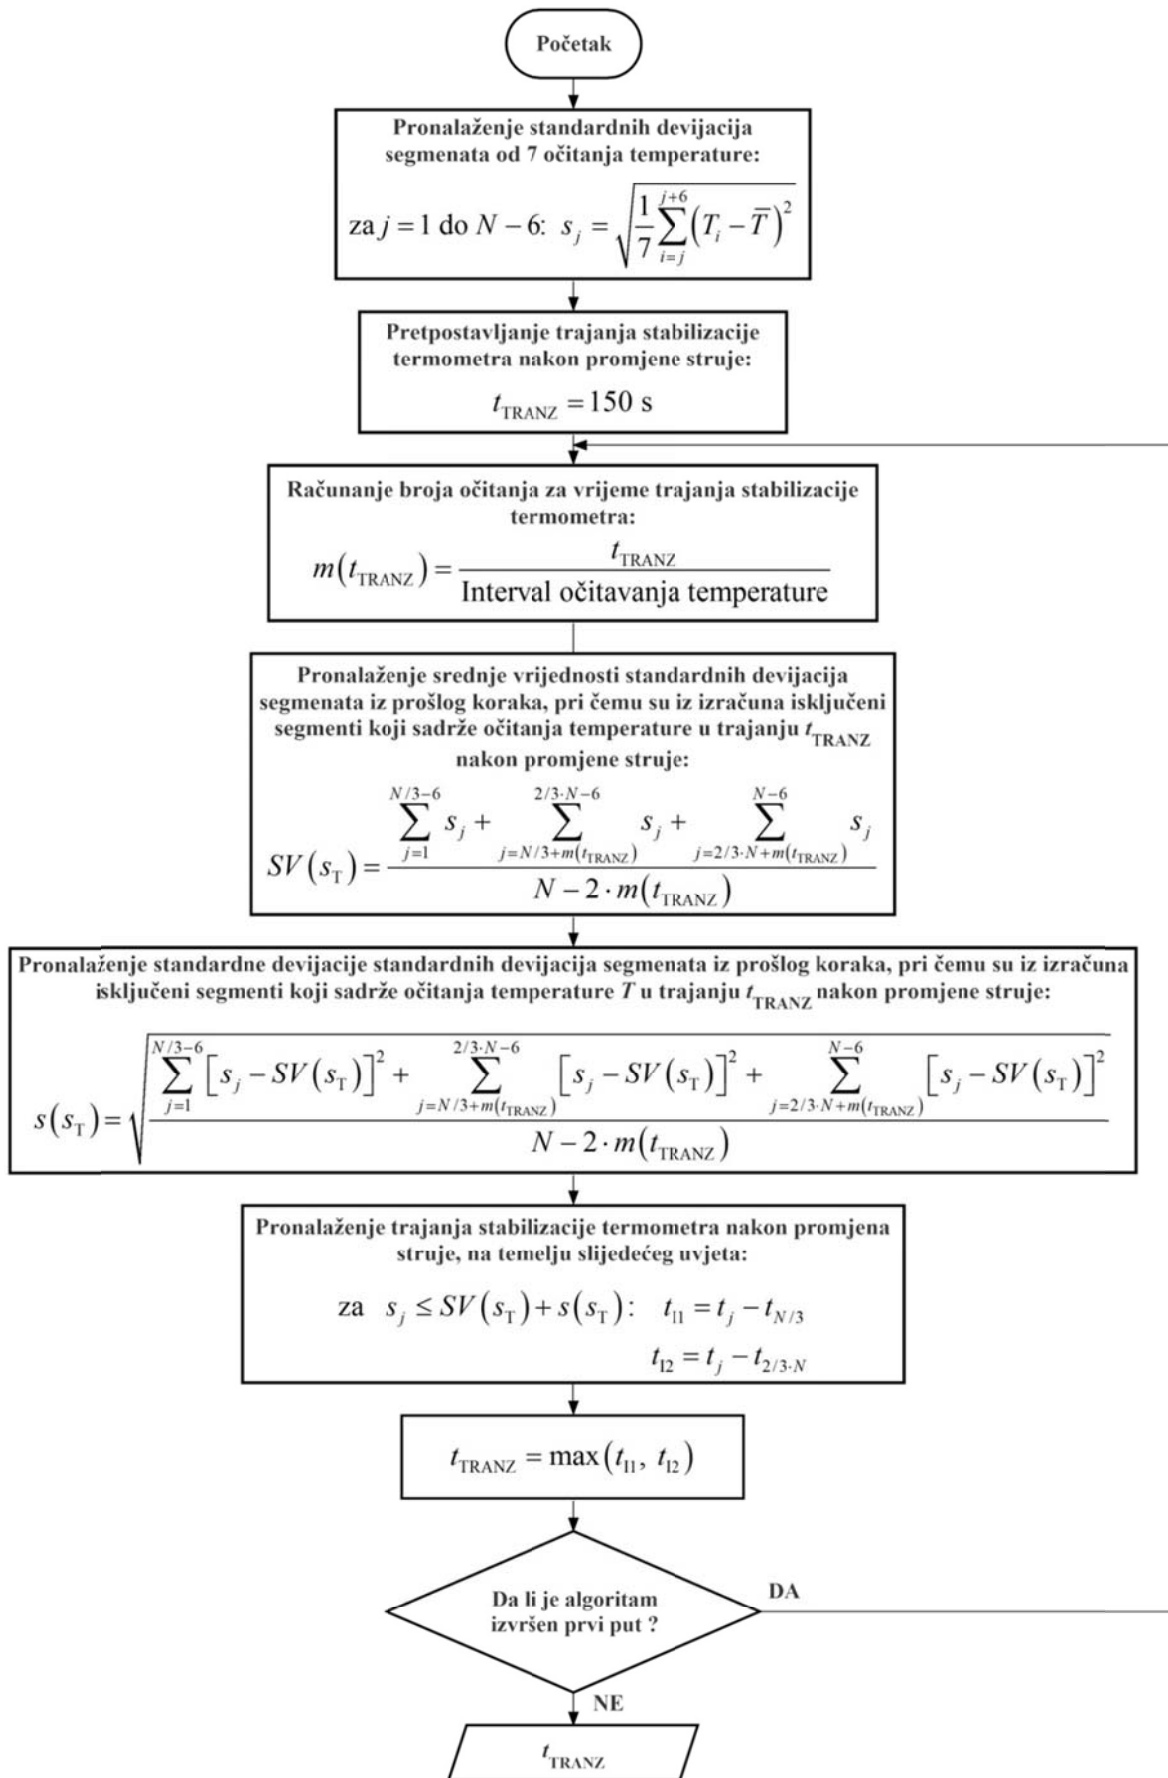 Početak
Pronalaženje standardnih devijacija
segmenata od 7 očitanja temperature:
za j = 1 do N − 6: s_j = √(1/7 ∑_{i=j}^{j+6} (T_i − T̅)²)
Pretpostavljanje trajanja stabilizacije
termometra nakon promjene struje:
t_TRANZ = 150 s
Računanje broja očitanja za vrijeme trajanja stabilizacije
termometra:
m(t_TRANZ) = t_TRANZ / Interval očitavanja temperature
Pronalaženje srednje vrijednosti standardnih devijacija
segmenata iz prošlog koraka, pri čemu su iz izračuna isključeni
segmenti koji sadrže očitanja temperature u trajanju t_TRANZ
nakon promjene struje:
SV(s_T) = (∑_{j=1}^{N/3−6} s_j + ∑_{j=N/3+m(t_TRANZ)}^{2/3·N−6} s_j + ∑_{j=2/3·N+m(t_TRANZ)}^{N−6} s_j) / (N − 2 · m(t_TRANZ))
Pronalaženje standardne devijacije standardnih devijacija segmenata iz prošlog koraka, pri čemu su iz izračuna
isključeni segmenti koji sadrže očitanja temperature T u trajanju t_TRANZ nakon promjene struje:
s(s_T) = √((∑_{j=1}^{N/3−6} [s_j − SV(s_T)]² + ∑_{j=N/3+m(t_TRANZ)}^{2/3·N−6} [s_j − SV(s_T)]² + ∑_{j=2/3·N+m(t_TRANZ)}^{N−6} [s_j − SV(s_T)]²) / (N − 2 · m(t_TRANZ)))
Pronalaženje trajanja stabilizacije termometra nakon promjena
struje, na temelju slijedećeg uvjeta:
za s_j ≤ SV(s_T) + s(s_T): t_I1 = t_j − t_{N/3}
t_I2 = t_j − t_{2/3·N}
t_TRANZ = max(t_I1, t_I2)
Da li je algoritam
izvršen prvi put ?
DA
NE
t_TRANZ